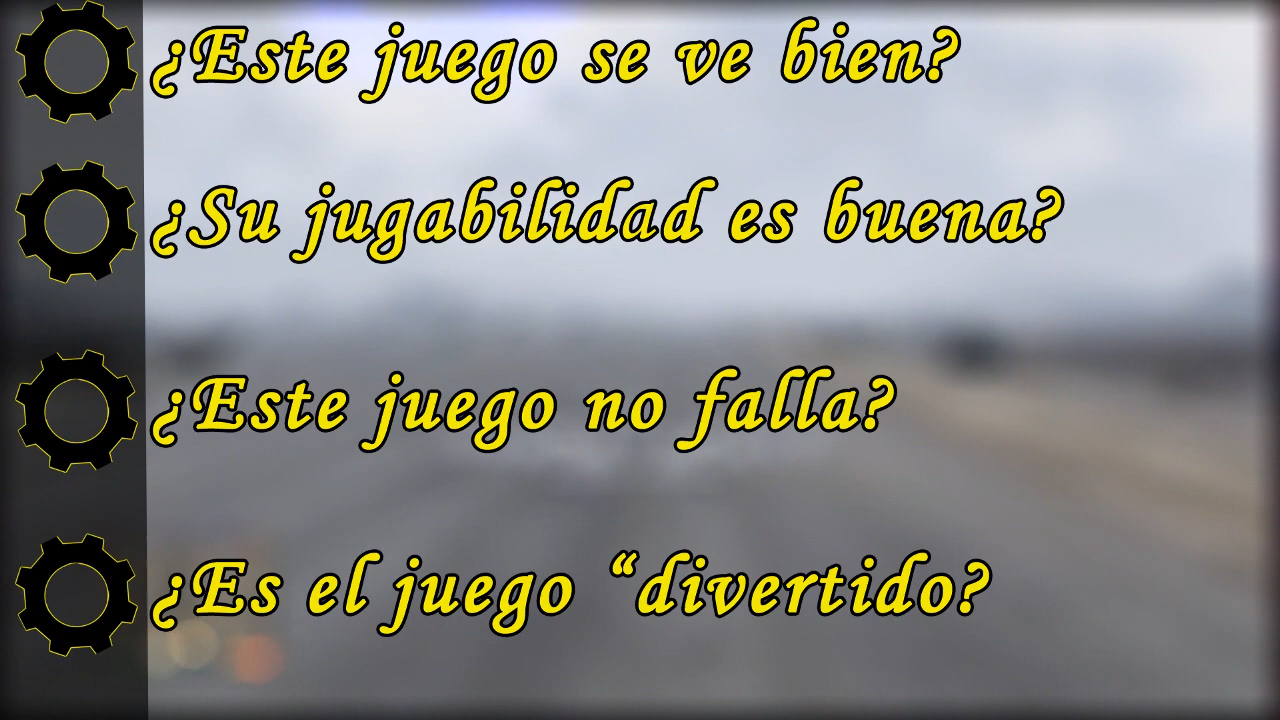 ¿Este juego se ve bien?
¿Su jugabilidad es buena?
¿Este juego no falla?
¿Es el juego “divertido?